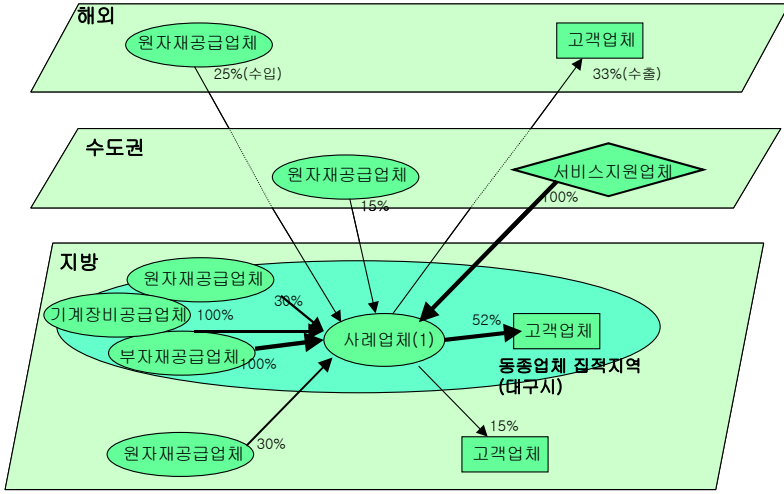 해외
원자재공급업체
고객업체
25%(수입)
33%(수출)
수도권
원자재공급업체
서비스지원업체
15%
100%
지방
원자재공급업체
30%
기계장비공급업체
100%
부자재공급업체
100%
사례업체(1)
52%
고객업체
동종업체 집적지역
(대구시)
원자재공급업체
30%
15%
고객업체